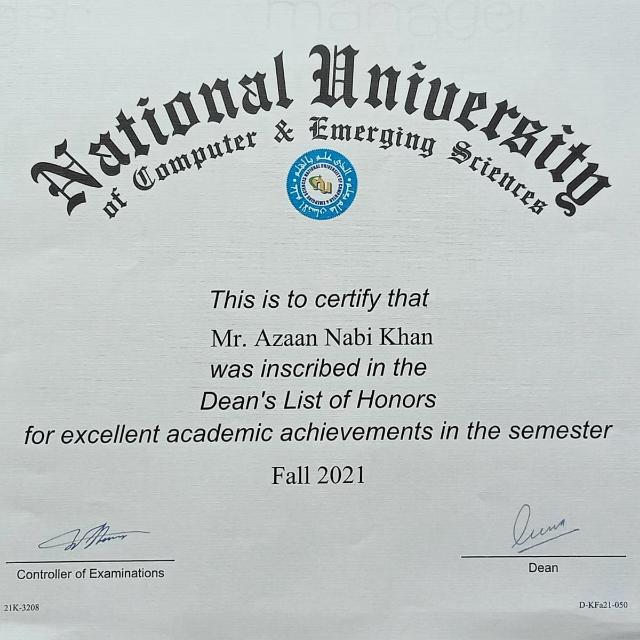 National University
of Computer & Emerging Sciences
This is to certify that
Mr. Azaan Nabi Khan
was inscribed in the
Dean's List of Honors
for excellent academic achievements in the semester
Fall 2021
Controller of Examinations
Dean
21K-3208
D-KFa21-050